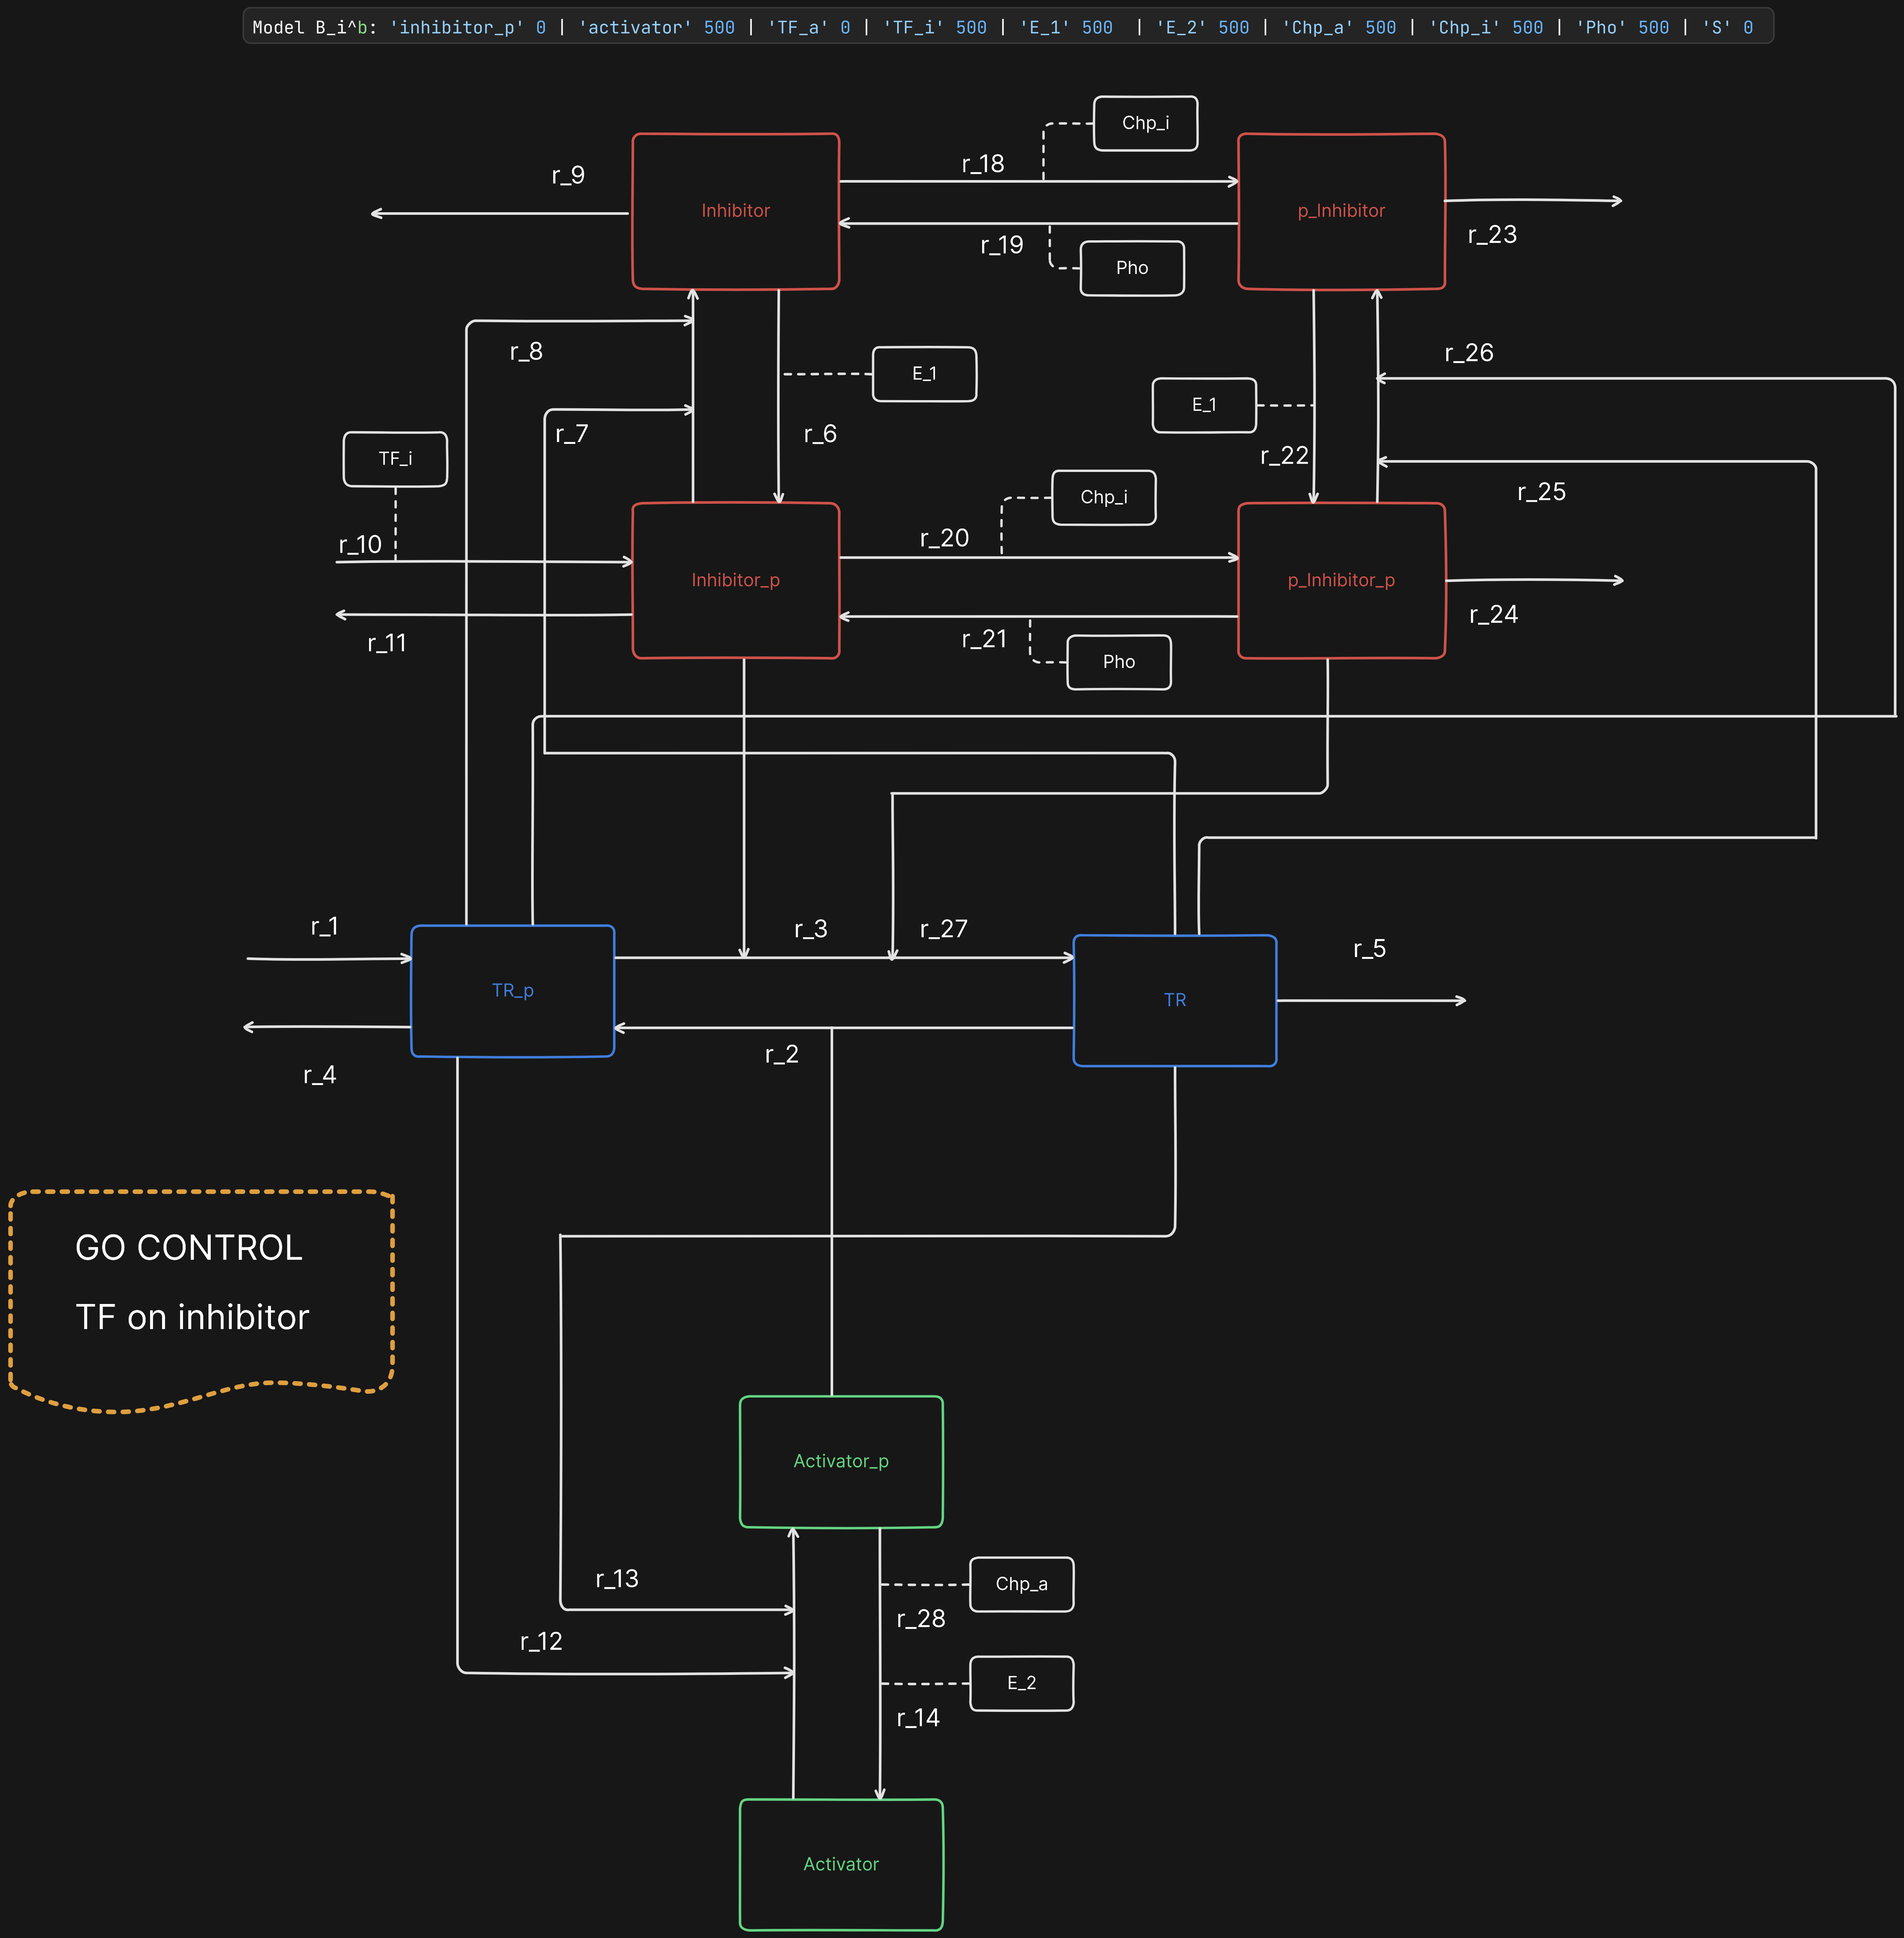 Model B_i^b: 'inhibitor_p' 0 | 'activator' 500 | 'TF_a' 0 | 'TF_i' 500 | 'E_1' 500 | 'E_2' 500 | 'Chp_a' 500 | 'Chp_i' 500 | 'Pho' 500 | 'S' 0
Chp_i
r_18
r_9
Inhibitor
p_Inhibitor
r_23
r_19
Pho
r_8
E_1
r_26
E_1
r_7
r_6
r_22
TF_i
Chp_i
r_25
r_10
r_20
Inhibitor_p
p_Inhibitor_p
r_11
r_21
r_24
Pho
r_1
r_3
r_27
r_5
TR_p
TR
r_2
r_4
GO CONTROL
TF on inhibitor
Activator_p
r_13
Chp_a
r_28
r_12
E_2
r_14
Activator